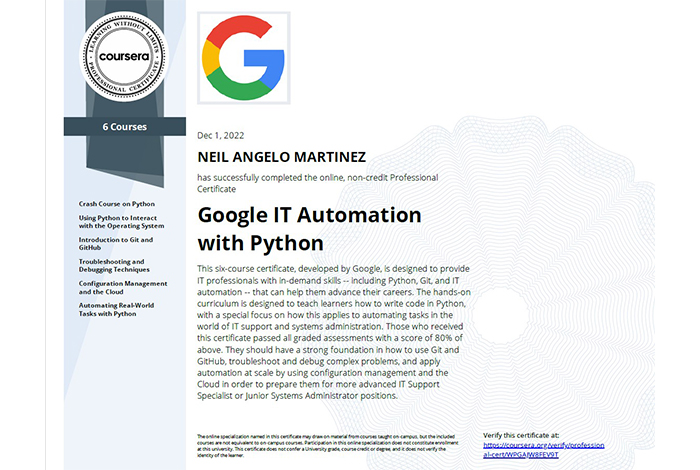 LEARNING WITHOUT LIMITS
coursera
PROFESSIONAL CERTIFICATE
6 Courses
Crash Course on Python
Using Python to Interact
with the Operating System
Introduction to Git and
GitHub
Troubleshooting and
Debugging Techniques
Configuration Management
and the Cloud
Automating Real-World
Tasks with Python
Dec 1, 2022
NEIL ANGELO MARTINEZ
has successfully completed the online, non-credit Professional
Certificate
Google IT Automation
with Python
This six-course certificate, developed by Google, is designed to provide
IT professionals with in-demand skills -- including Python, Git, and IT
automation -- that can help them advance their careers. The hands-on
curriculum is designed to teach learners how to write code in Python,
with a special focus on how this applies to automating tasks in the
world of IT support and systems administration. Those who received
this certificate passed all graded assessments with a score of 80% of
above. They should have a strong foundation in how to use Git and
GitHub, troubleshoot and debug complex problems, and apply
automation at scale by using configuration management and the
Cloud in order to prepare them for more advanced IT Support
Specialist or Junior Systems Administrator positions.
The online specialization named in this certificate may draw on material from courses taught on-campus, but the included
courses are not equivalent to on-campus courses. Participation in this online specialization does not constitute enrollment
at this university. This certificate does not confer a University grade, course credit or degree, and it does not verify the
identity of the learner.
Verify this certificate at:
https://coursera.org/verify/profession
al-cert/WPGAJW8FEV9T